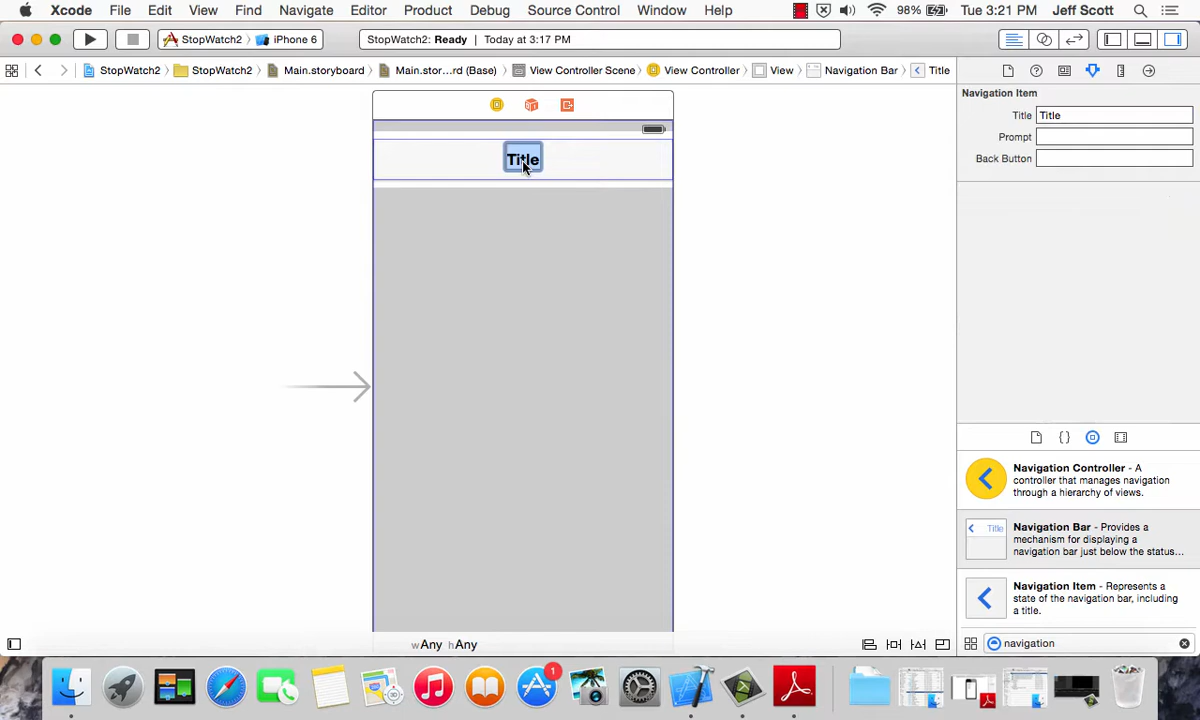 Xcode File Edit View Find Navigate Editor Product Debug Source Control Window Help 98% Tue 3:21 PM Jeff Scott
StopWatch2 iPhone 6 StopWatch2: Ready | Today at 3:17 PM
StopWatch2 StopWatch2 Main.storyboard Main.stor...rd (Base) View Controller Scene View Controller View Navigation Bar Title
Navigation Item
Title Title
Prompt
Back Button
Title
Navigation Controller - A
controller that manages navigation
through a hierarchy of views.
Title
Navigation Bar - Provides a
mechanism for displaying a
navigation bar just below the status...
Navigation Item - Represents a
state of the navigation bar, including
a title.
wAny hAny
navigation
1